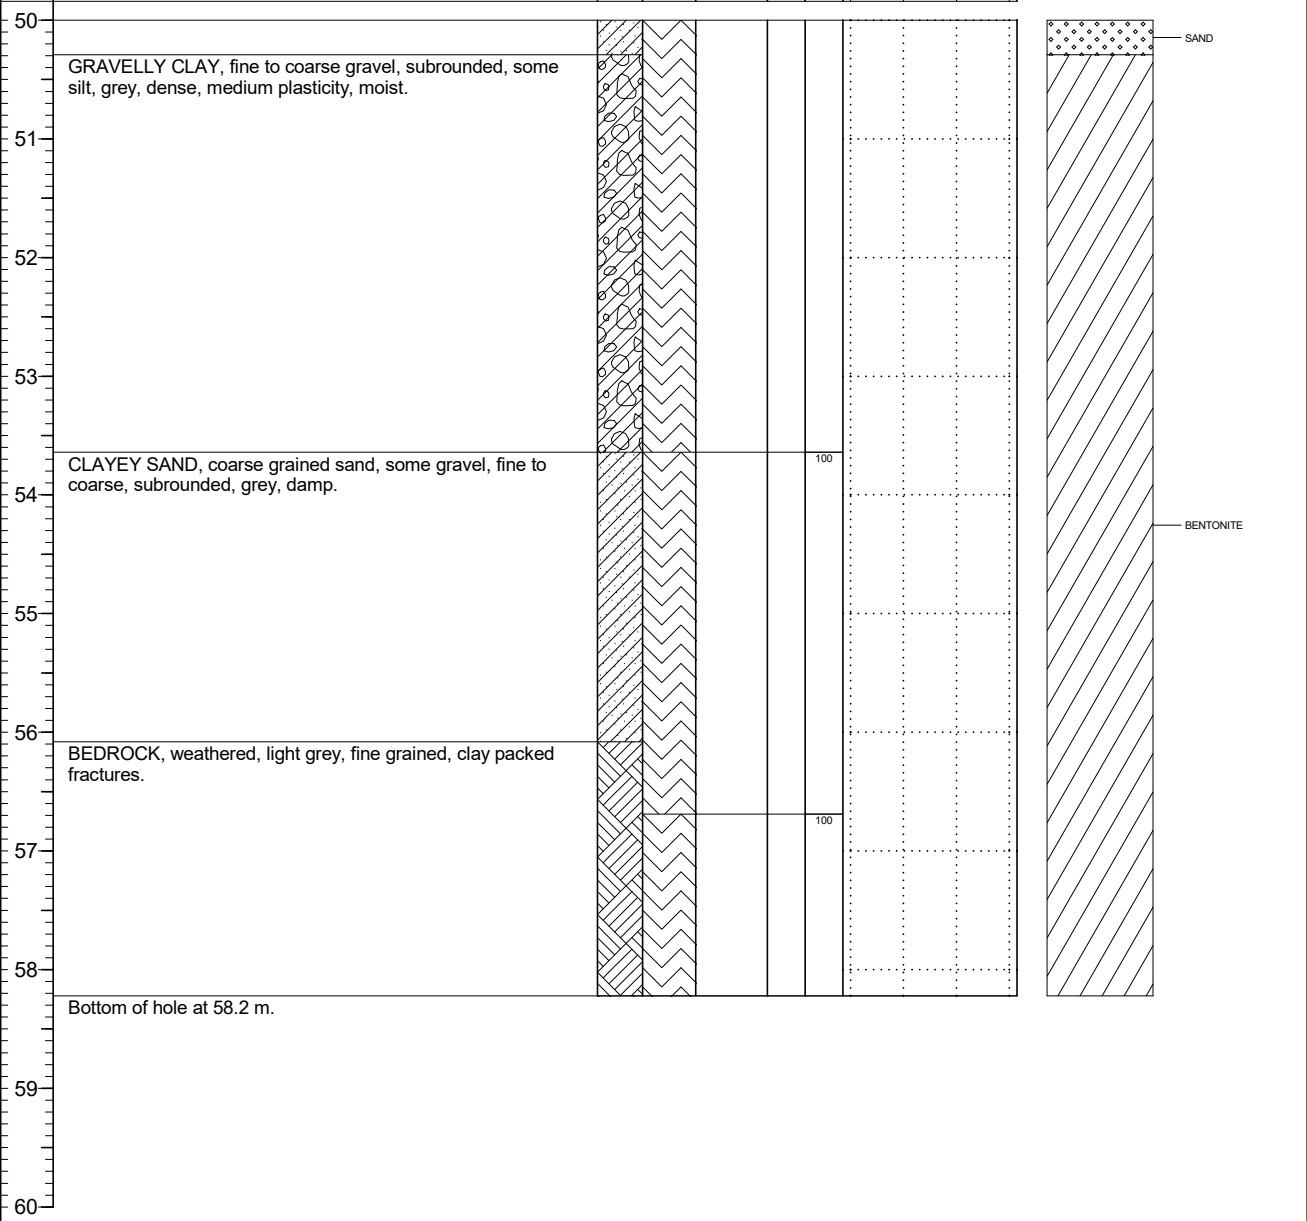 50
SAND
GRAVELLY CLAY, fine to coarse gravel, subrounded, some
silt, grey, dense, medium plasticity, moist.
51
52
53
100
CLAYEY SAND, coarse grained sand, some gravel, fine to
coarse, subrounded, grey, damp.
54
BENTONITE
55
56
BEDROCK, weathered, light grey, fine grained, clay packed
fractures.
100
57
58
Bottom of hole at 58.2 m.
59
60